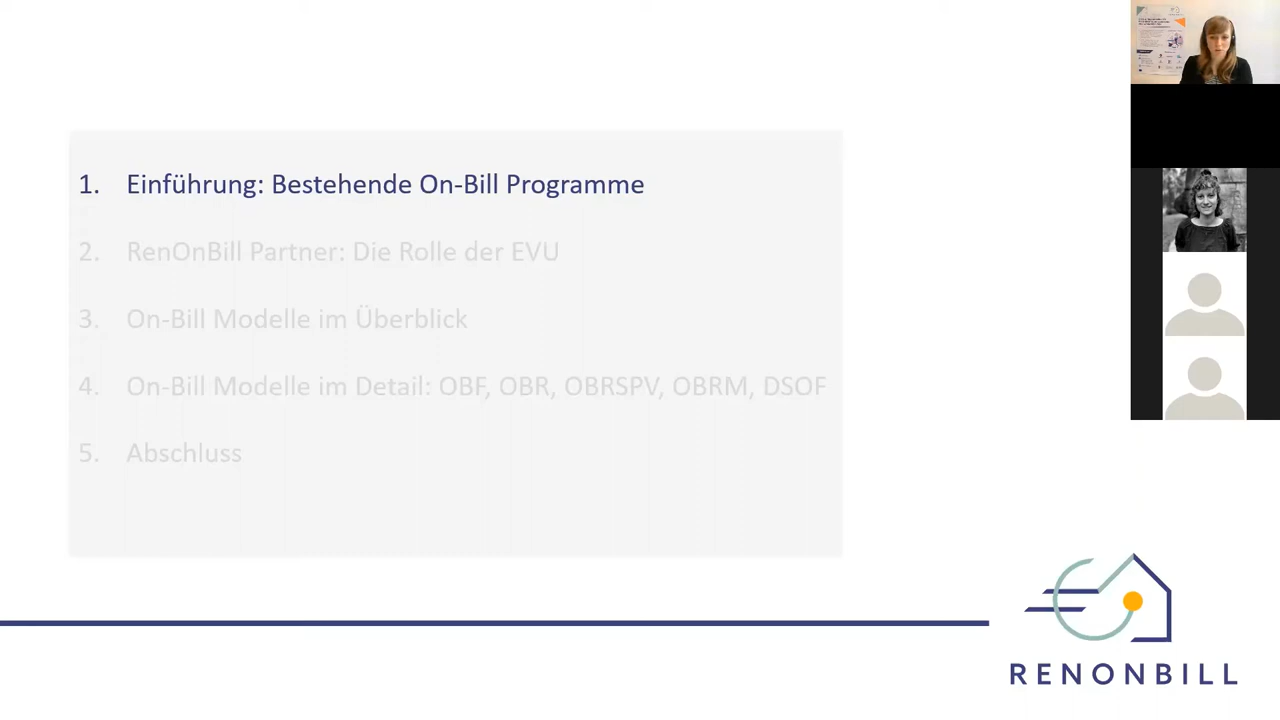 1. Einführung: Bestehende On-Bill Programme
2. RenOnBill Partner: Die Rolle der EVU
3. On-Bill Modelle im Überblick
4. On-Bill Modelle im Detail: OBF, OBR, OBRSPV, OBRM, DSOF
5. Abschluss
RENONBILL